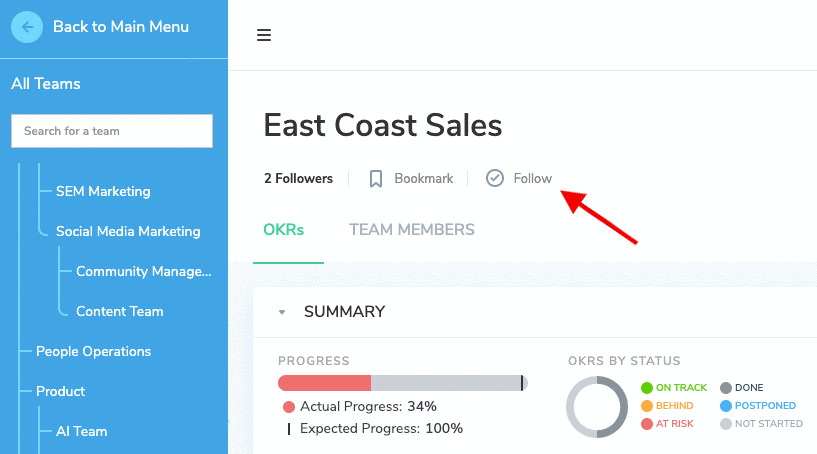 Back to Main Menu
All Teams
Search for a team
SEM Marketing
Social Media Marketing
Community Manage...
Content Team
People Operations
Product
AI Team
East Coast Sales
2 Followers Bookmark Follow
OKRs TEAM MEMBERS
SUMMARY
PROGRESS
Actual Progress: 34%
Expected Progress: 100%
OKRS BY STATUS
ON TRACK DONE
BEHIND POSTPONED
AT RISK NOT STARTED